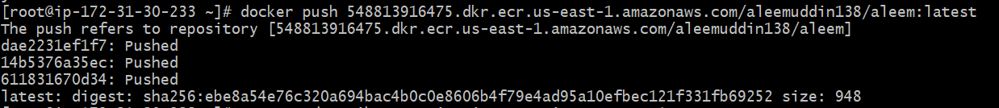 [root@ip-172-31-30-233 ~]# docker push 548813916475.dkr.ecr.us-east-1.amazonaws.com/aleemuddin138/aleem:latest
The push refers to repository [548813916475.dkr.ecr.us-east-1.amazonaws.com/aleemuddin138/aleem]
dae2231ef1f7: Pushed
14b5376a35ec: Pushed
611831670d34: Pushed
latest: digest: sha256:ebe8a54e76c320a694bac4b0c0e8606b4f79e4ad95a10efbec121f331fb69252 size: 948